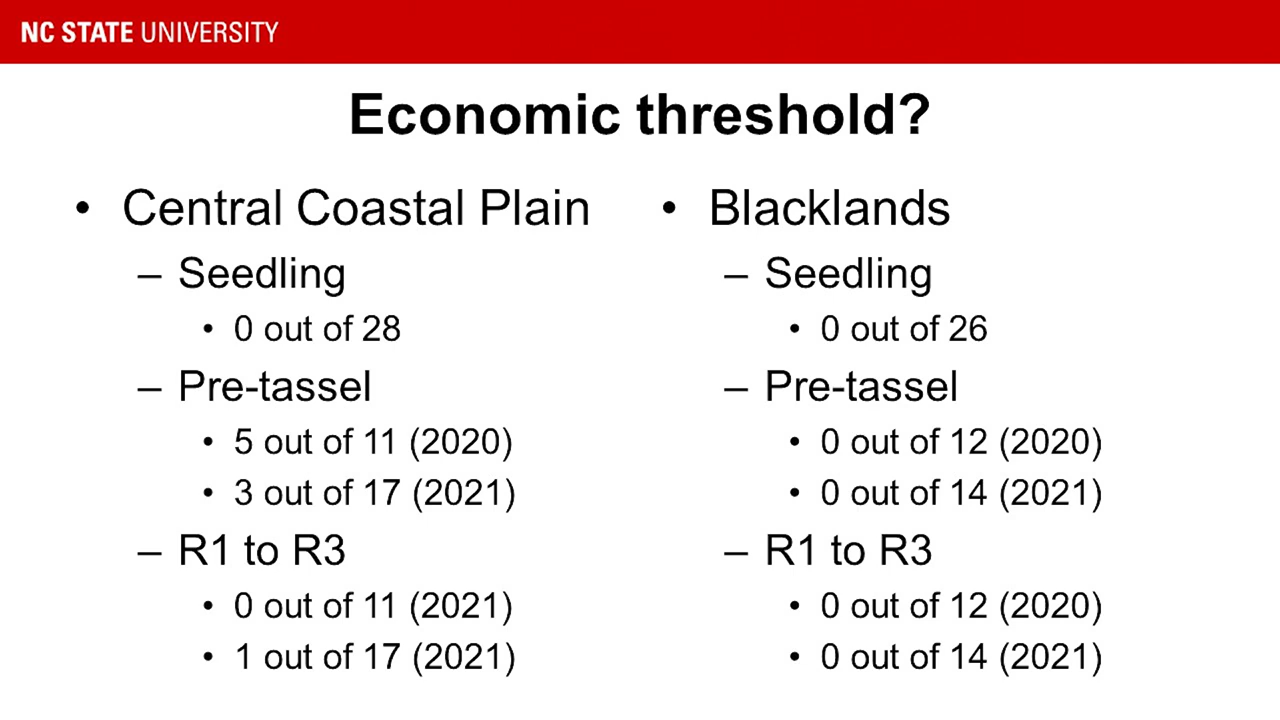 NC STATE UNIVERSITY
Economic threshold?
• Central Coastal Plain
– Seedling
• 0 out of 28
– Pre-tassel
• 5 out of 11 (2020)
• 3 out of 17 (2021)
– R1 to R3
• 0 out of 11 (2021)
• 1 out of 17 (2021)
• Blacklands
– Seedling
• 0 out of 26
– Pre-tassel
• 0 out of 12 (2020)
• 0 out of 14 (2021)
– R1 to R3
• 0 out of 12 (2020)
• 0 out of 14 (2021)